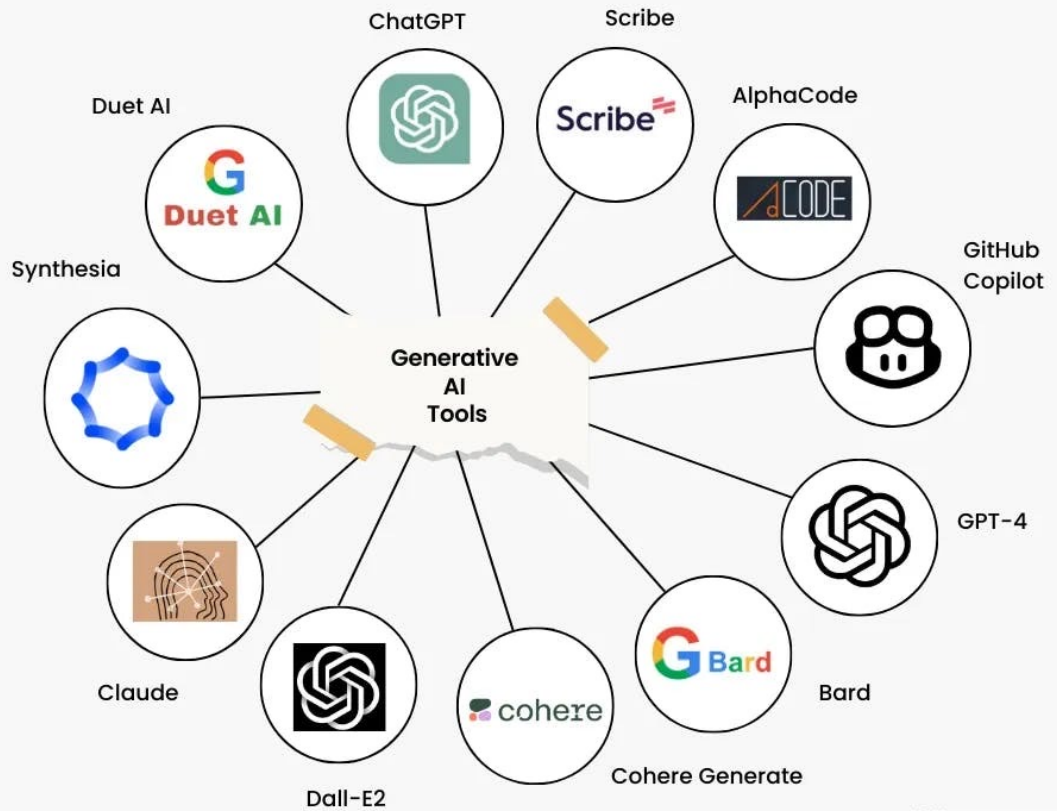 ChatGPT
Scribe
Scribe
Duet AI
G
Duet AI
AlphaCode
CODE
GitHub
Copilot
Synthesia
Generative
AI
Tools
GPT-4
Claude
G Bard
Bard
cohere
Cohere Generate
Dall-E2